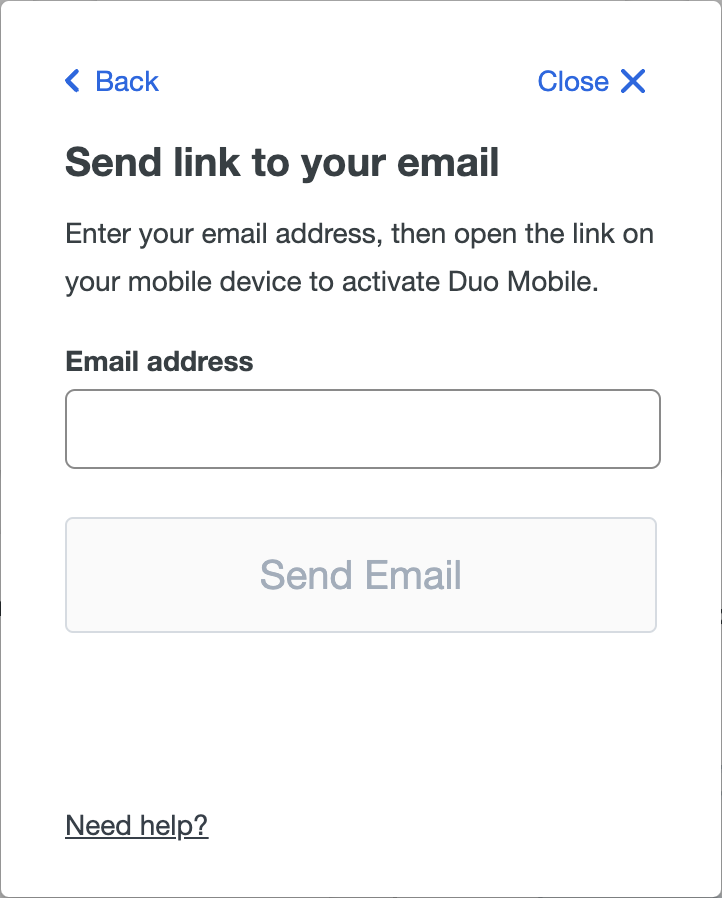 Back
Close
Send link to your email
Enter your email address, then open the link on
your mobile device to activate Duo Mobile.
Email address
Send Email
Need help?